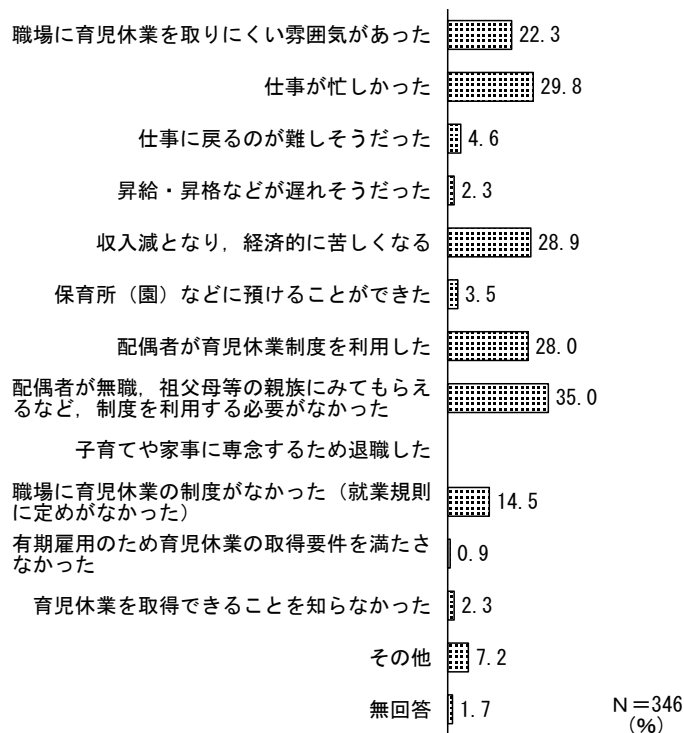 職場に育児休業を取りにくい雰囲気があった 22.3
仕事が忙しかった 29.8
仕事に戻るのが難しそうだった 4.6
昇給・昇格などが遅れそうだった 2.3
収入減となり，経済的に苦しくなる 28.9
保育所（園）などに預けることができた 3.5
配偶者が育児休業制度を利用した 28.0
配偶者が無職，祖父母等の親族にみてもらえ
るなど，制度を利用する必要がなかった 35.0
子育てや家事に専念するため退職した
職場に育児休業の制度がなかった（就業規則
に定めがなかった） 14.5
有期雇用のため育児休業の取得要件を満たさ
なかった 0.9
育児休業を取得できることを知らなかった 2.3
その他 7.2
無回答 1.7
N＝346
(%)